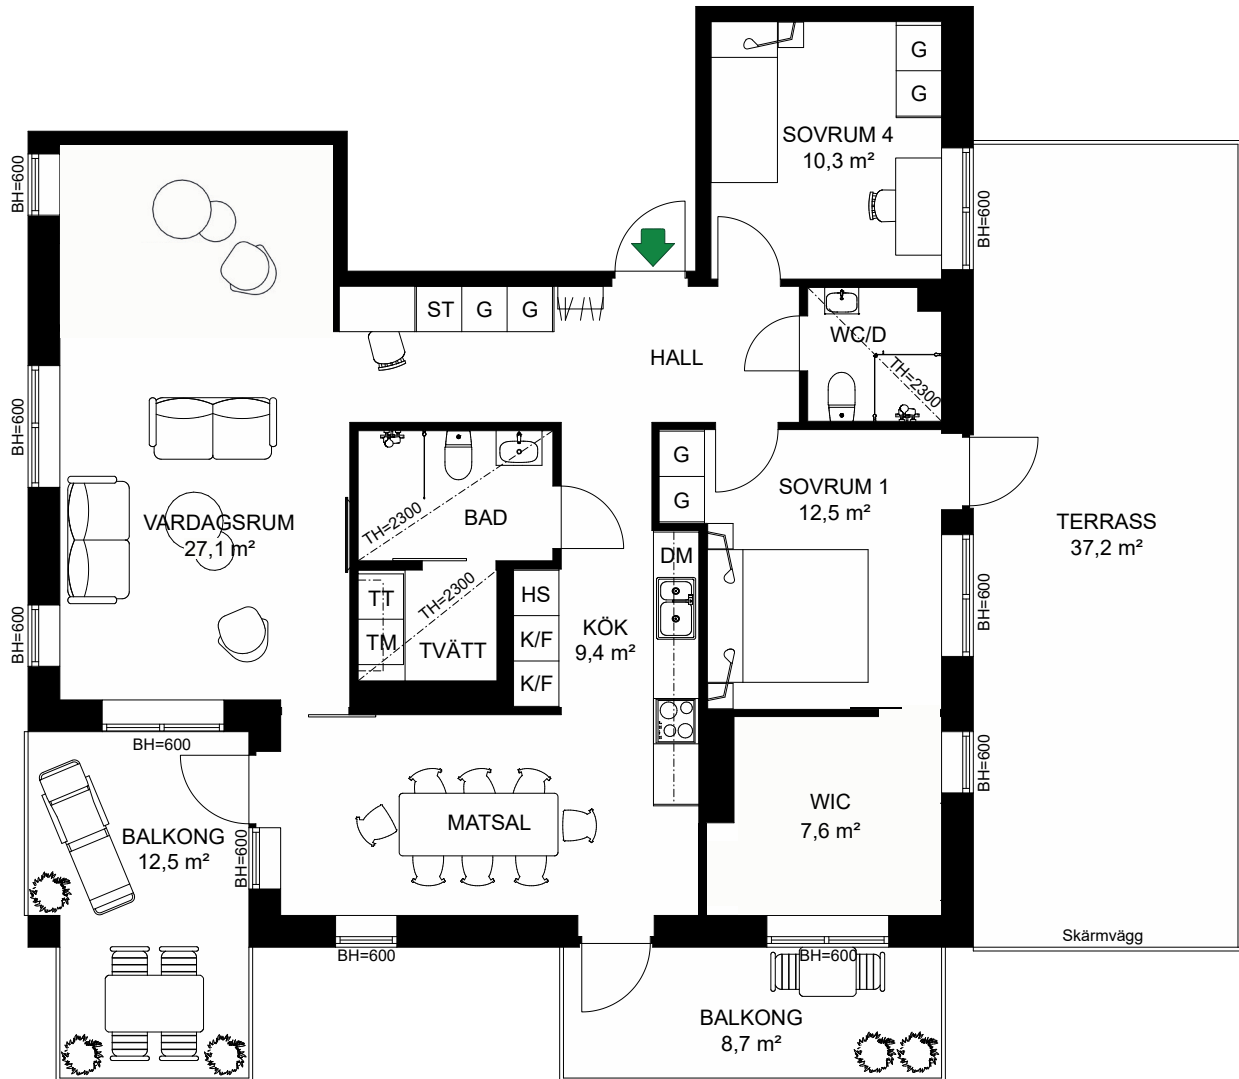 G
G
SOVRUM 4
10,3 m²
BH=600
BH=600
ST
G
G
HALL
WC/D
TH=2300
BH=600
G
G
SOVRUM 1
12,5 m²
VARDAGSRUM
27,1 m²
TH=2300
BAD
TERRASS
37,2 m²
DM
TT
TM
TH=2300
TVÄTT
HS
K/F
K/F
KÖK
9,4 m²
BH=600
BH=600
BH=600
BH=600
BALKONG
12,5 m²
BH=600
MATSAL
WIC
7,6 m²
Skärmvägg
BH=600
BH=600
BALKONG
8,7 m²